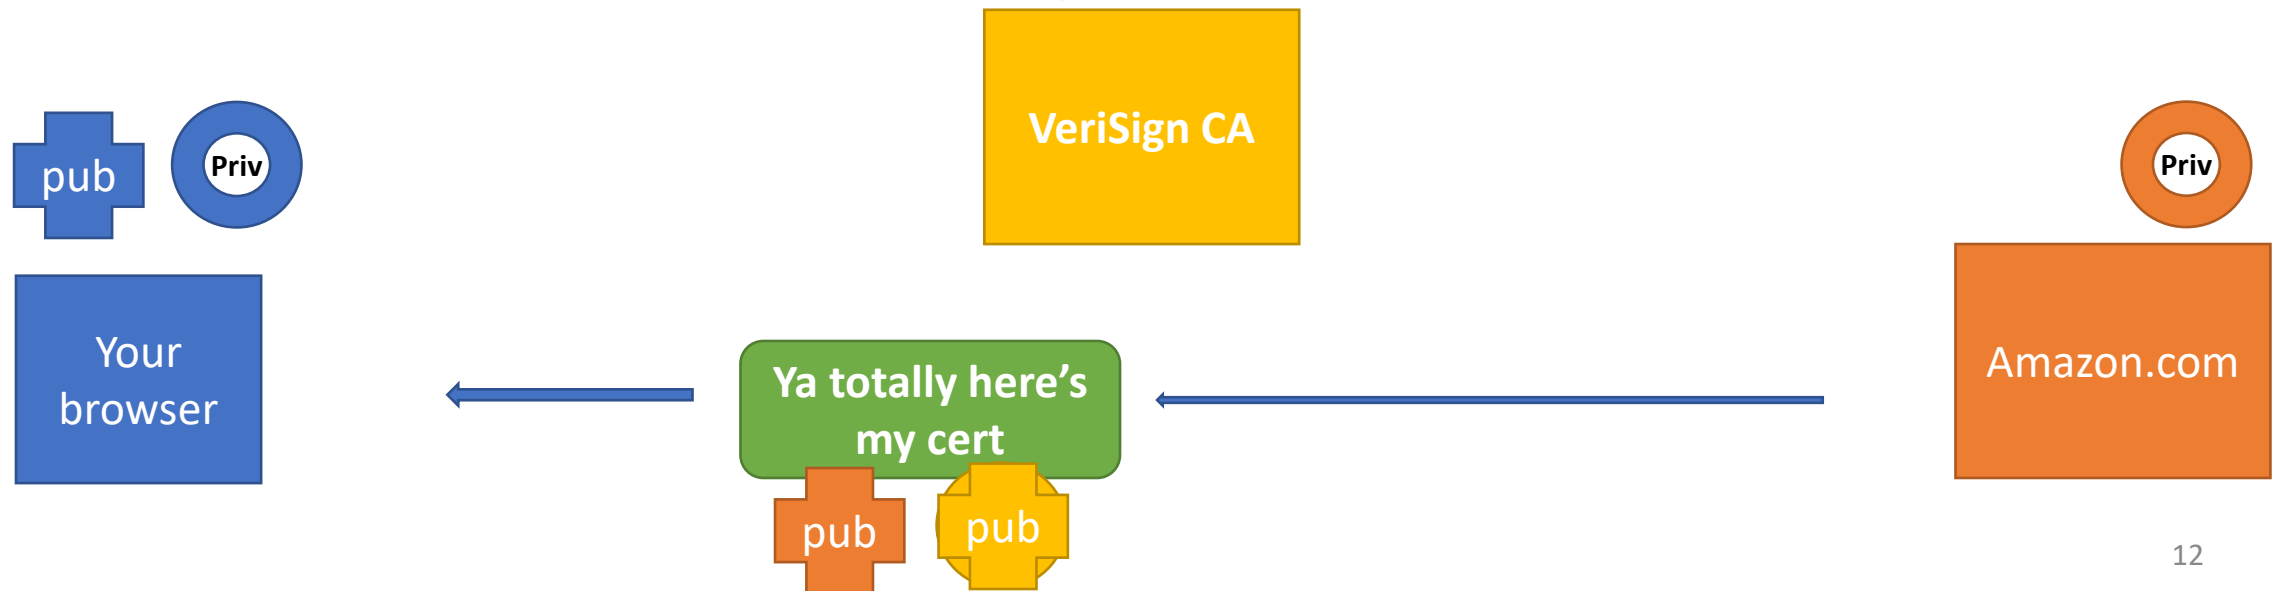 VeriSign CA
pub
Priv
Priv
Your
browser
Ya totally here's
my cert
Amazon.com
pub
pub
12